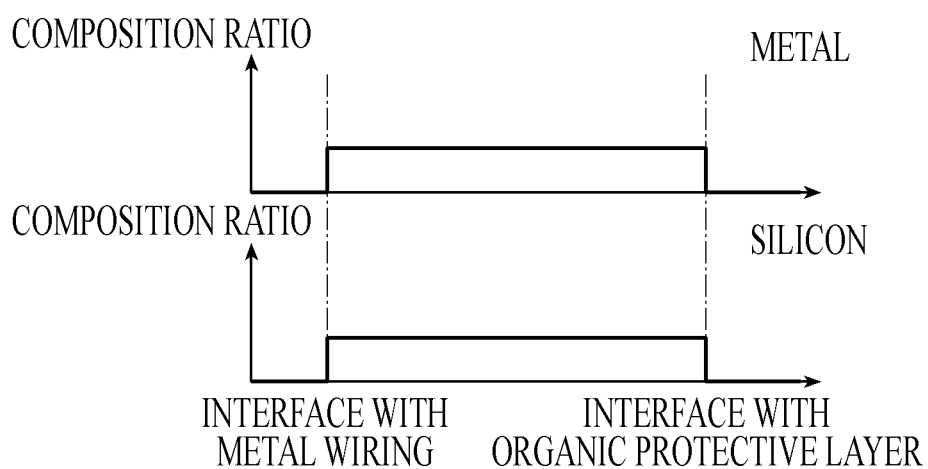 COMPOSITION RATIO
METAL
COMPOSITION RATIO
SILICON
INTERFACE WITH
METAL WIRING
INTERFACE WITH
ORGANIC PROTECTIVE LAYER